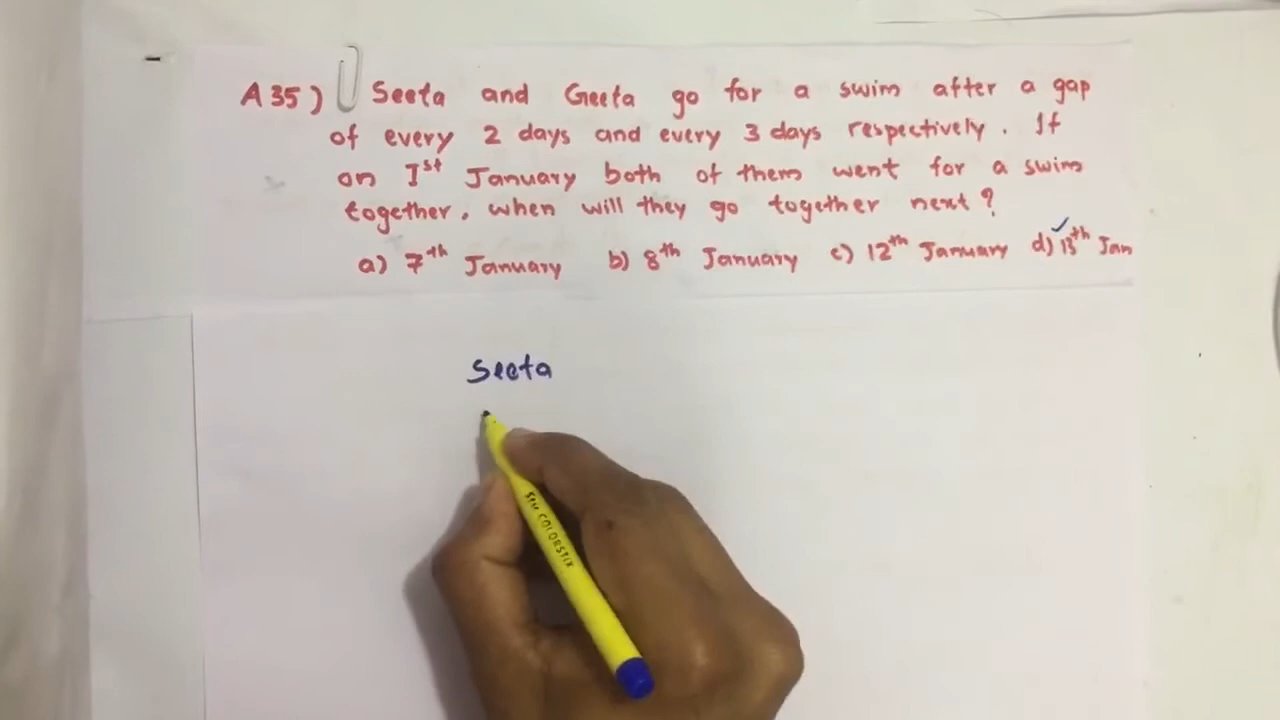 A35) Seeta and Geeta go for a swim after a gap
of every 2 days and every 3 days respectively. If
on Ist January both of them went for a swim
together, when will they go together next?
a) 7th January b) 8th January c) 12th January d) 13th Jan
Seeta
STIC COLORSTIX